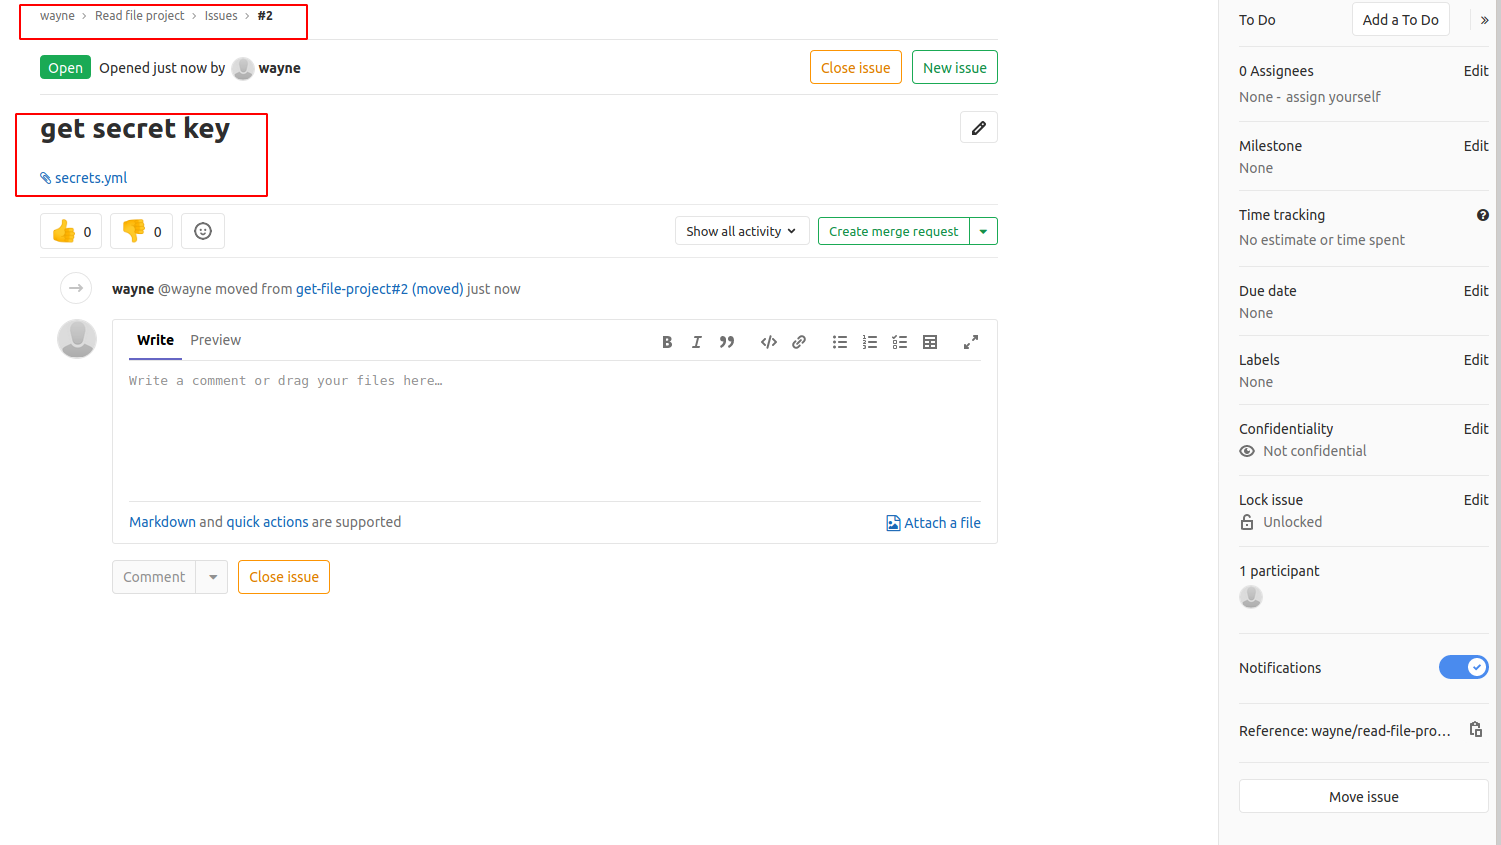 wayne › Read file project › Issues › #2
Open Opened just now by wayne Close issue New issue
get secret key
secrets.yml
0 0 Show all activity Create merge request
wayne @wayne moved from get-file-project#2 (moved) just now
Write Preview
Write a comment or drag your files here…
Markdown and quick actions are supported Attach a file
Comment Close issue
To Do Add a To Do »
0 Assignees Edit
None - assign yourself
Milestone Edit
None
Time tracking
No estimate or time spent
Due date Edit
None
Labels Edit
None
Confidentiality Edit
Not confidential
Lock issue Edit
Unlocked
1 participant
Notifications
Reference: wayne/read-file-pro…
Move issue